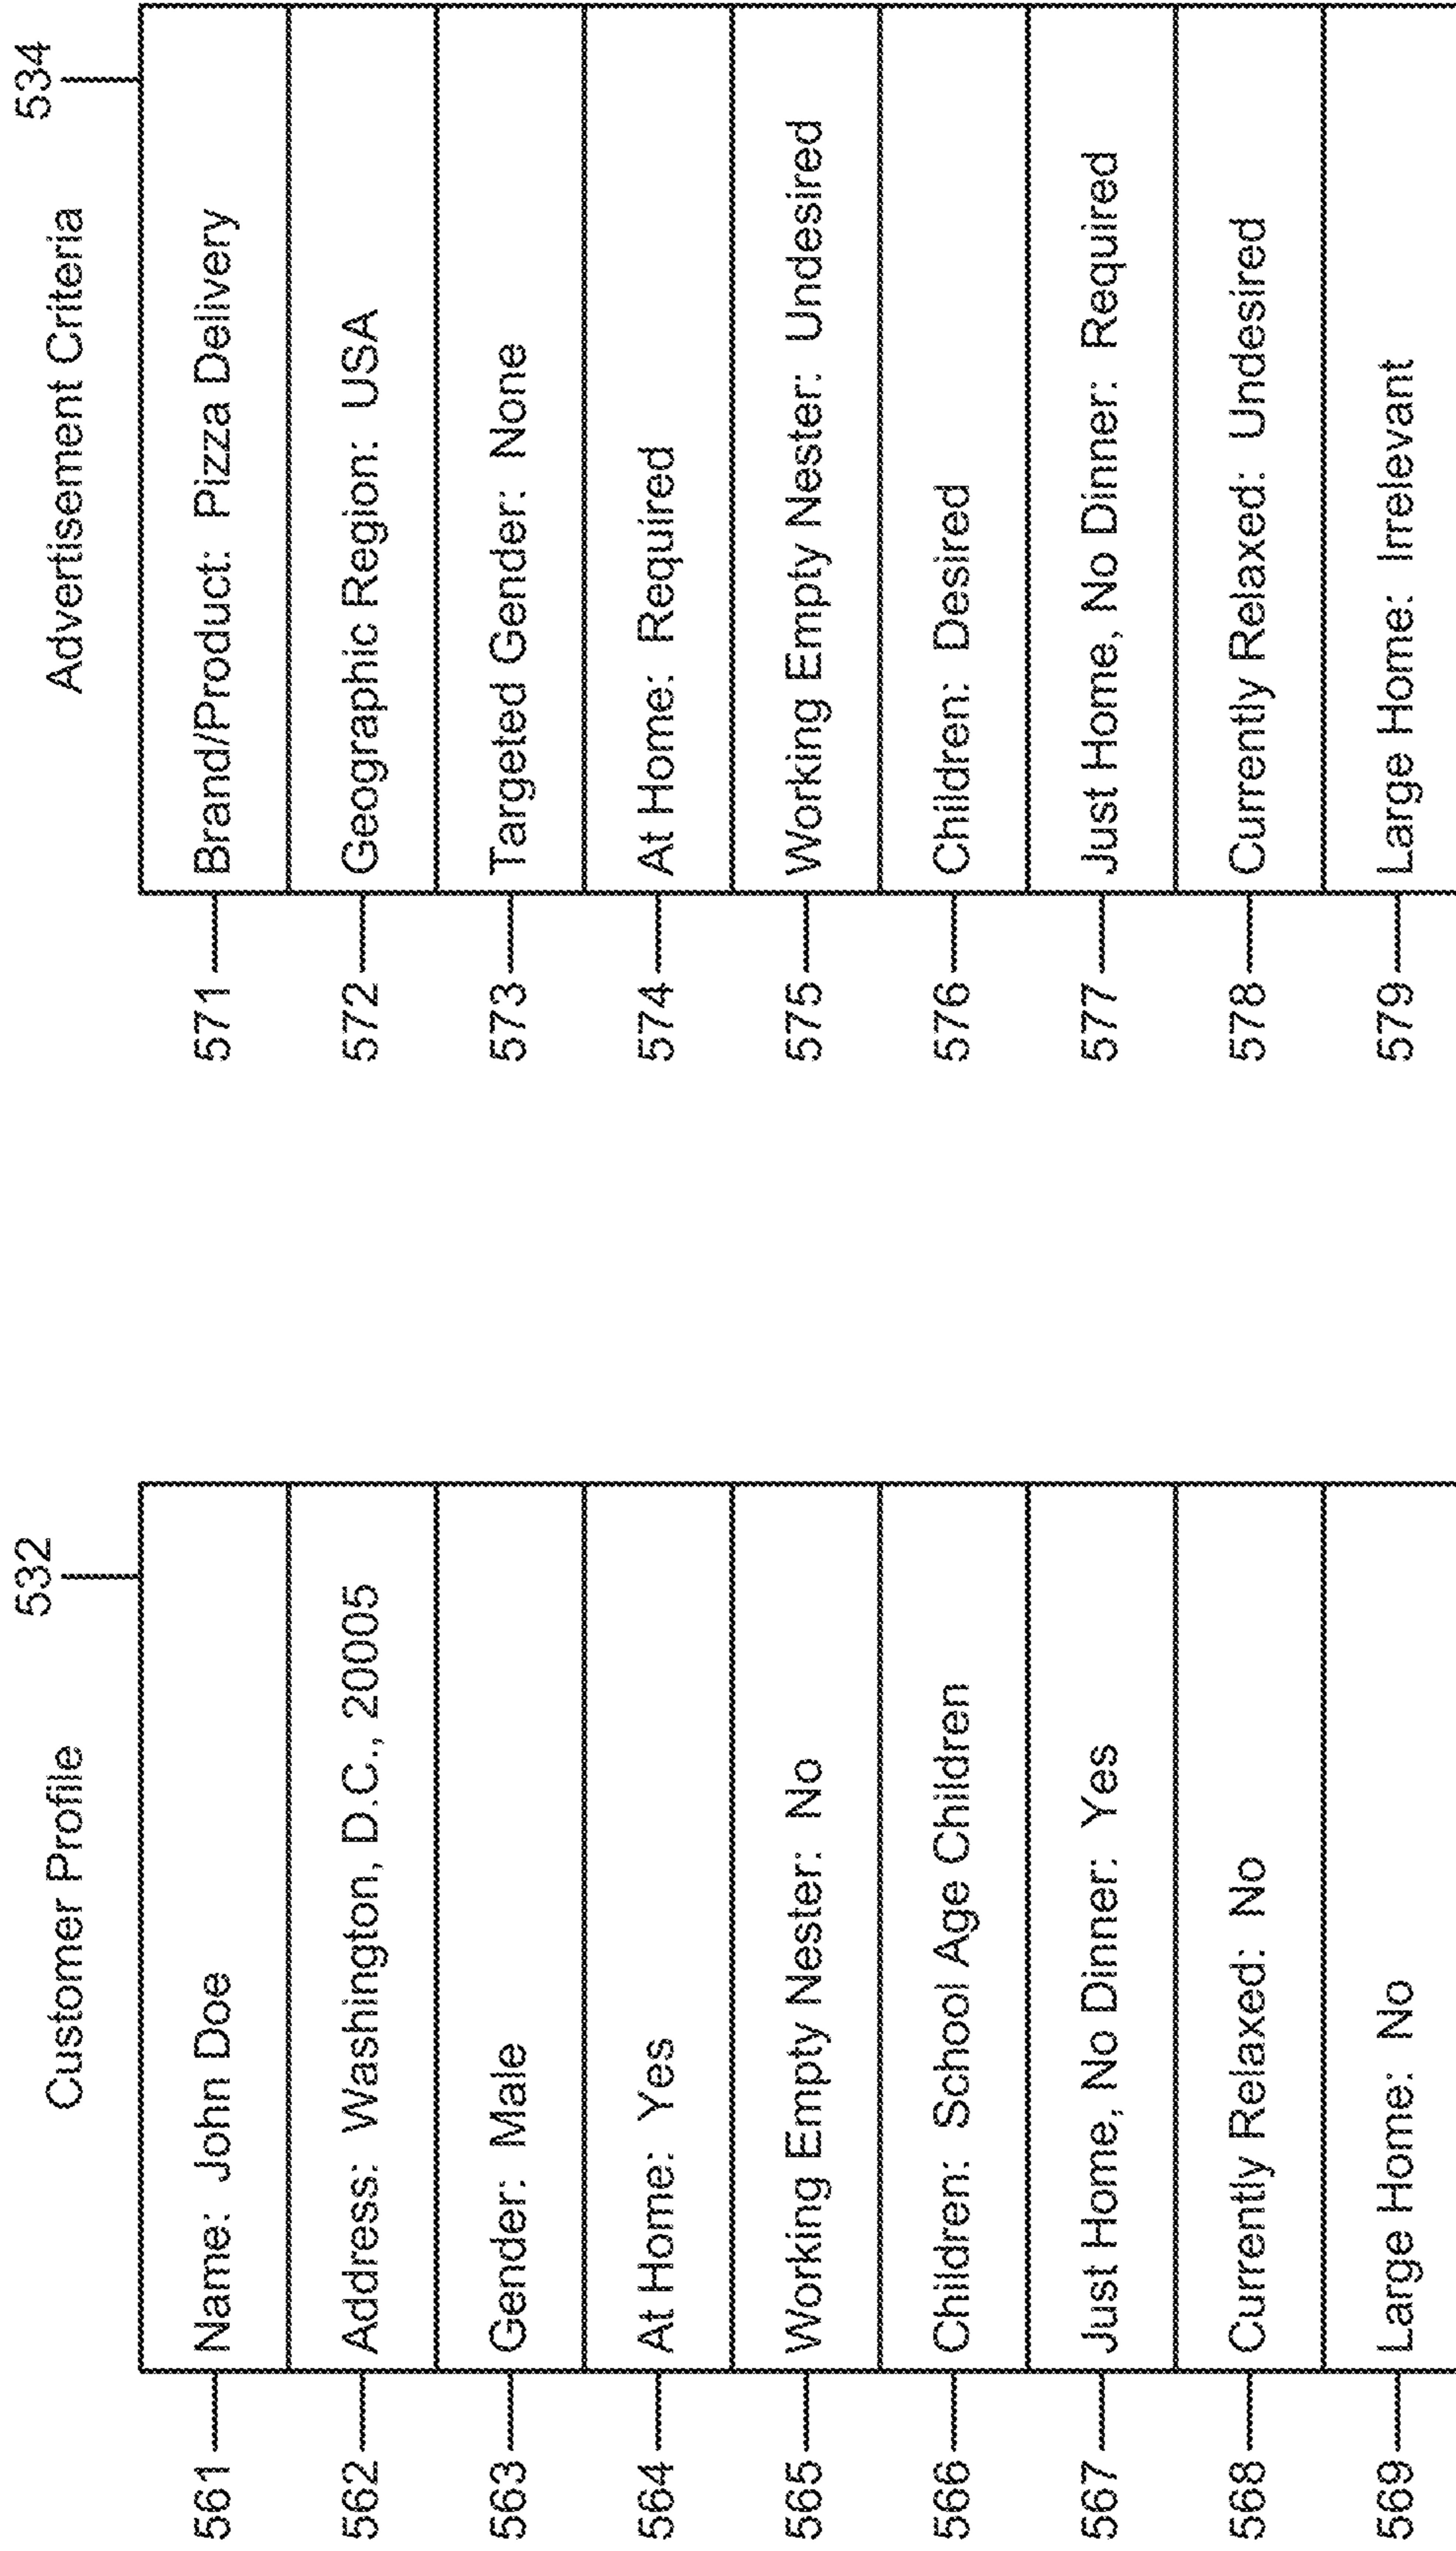 Customer Profile
532
561 Name: John Doe
562 Address: Washington, D.C., 20005
563 Gender: Male
564 At Home: Yes
565 Working Empty Nester: No
566 Children: School Age Children
567 Just Home, No Dinner: Yes
568 Currently Relaxed: No
569 Large Home: No
Advertisement Criteria
534
571 Brand/Product: Pizza Delivery
572 Geographic Region: USA
573 Targeted Gender: None
574 At Home: Required
575 Working Empty Nester: Undesired
576 Children: Desired
577 Just Home, No Dinner: Required
578 Currently Relaxed: Undesired
579 Large Home: Irrelevant